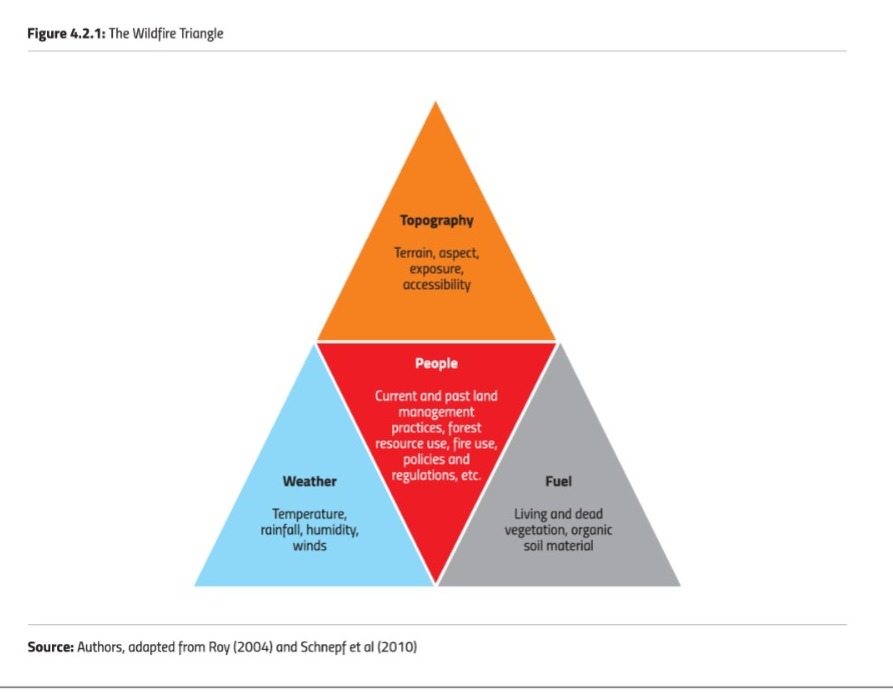 Figure 4.2.1: The Wildfire Triangle
Topography
Terrain, aspect,
exposure,
accessibility
People
Current and past land
management
practices, forest
resource use, fire use,
policies and
regulations, etc.
Weather
Temperature,
rainfall, humidity,
winds
Fuel
Living and dead
vegetation, organic
soil material
Source: Authors, adapted from Roy (2004) and Schnepf et al (2010)